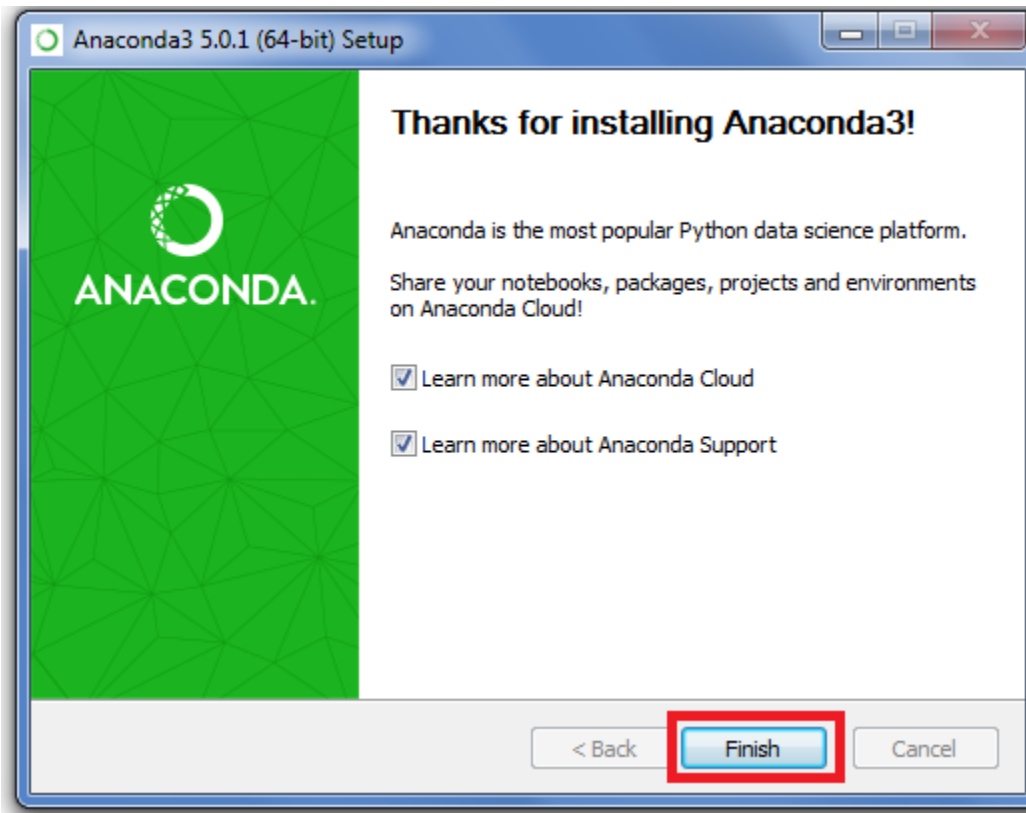 Anaconda3 5.0.1 (64-bit) Setup
Thanks for installing Anaconda3!
ANACONDA.
Anaconda is the most popular Python data science platform.
Share your notebooks, packages, projects and environments
on Anaconda Cloud!
Learn more about Anaconda Cloud
Learn more about Anaconda Support
< Back
Finish
Cancel